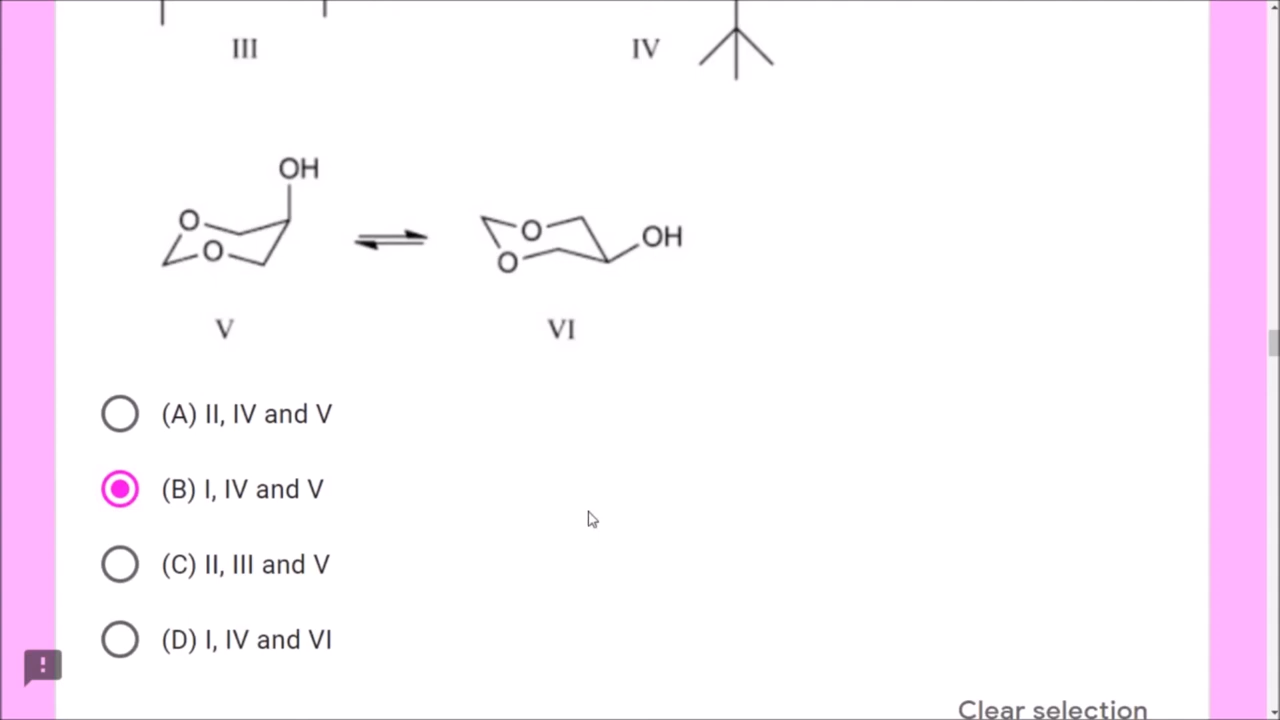 III IV
OH
O
O
O
O
OH
V VI
(A) II, IV and V
(B) I, IV and V
(C) II, III and V
(D) I, IV and VI
!
Clear selection